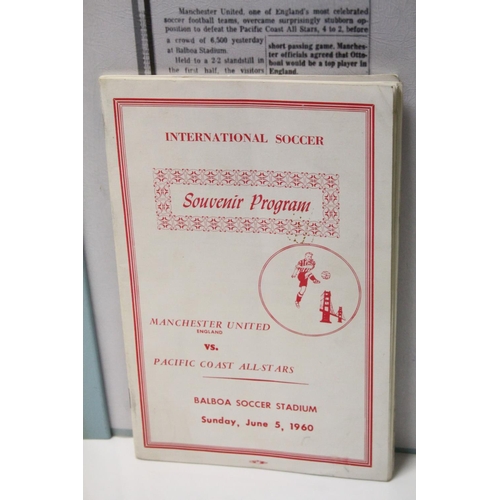 Manchester United, one of England's most celebrated
soccer football teams, overcame surprisingly stubborn op-
position to defeat the Pacific Coast All Stars, 4 to 2, before
a crowd of 6,500 yesterday
at Balboa Stadium.
Held to a 2-2 standstill in
the first half, the visitors
short passing game. Manches-
ter officials agreed that Otto
boni would be a top player in
England.
INTERNATIONAL SOCCER
Souvenir Program
MANCHESTER UNITED
ENGLAND
vs.
PACIFIC COAST ALL-STARS
BALBOA SOCCER STADIUM
Sunday, June 5, 1960